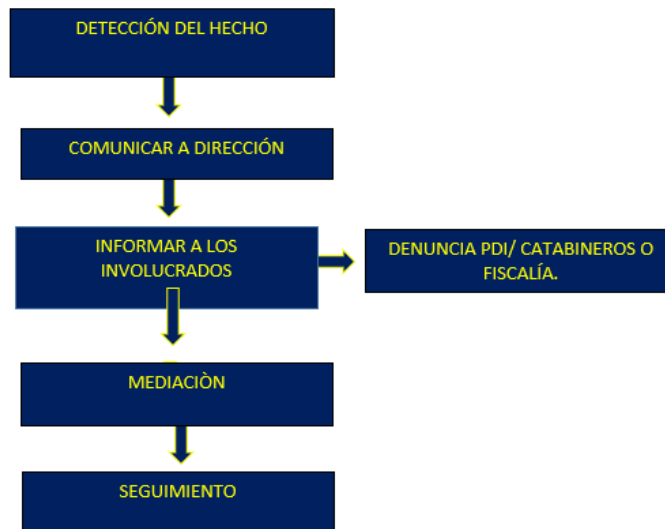 DETECCIÓN DEL HECHO
COMUNICAR A DIRECCIÓN
INFORMAR A LOS
INVOLUCRADOS
DENUNCIA PDI/ CATABINEROS O
FISCALÍA.
MEDIACIÒN
SEGUIMIENTO